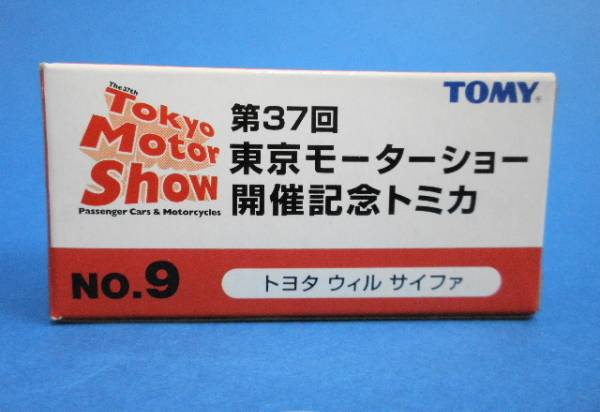 The 37th
Tokyo
Motor
Show
Passenger Cars & Motorcycles
TOMY
第37回
東京モーターショー
開催記念トミカ
NO.9
トヨタ ウィル サイファ